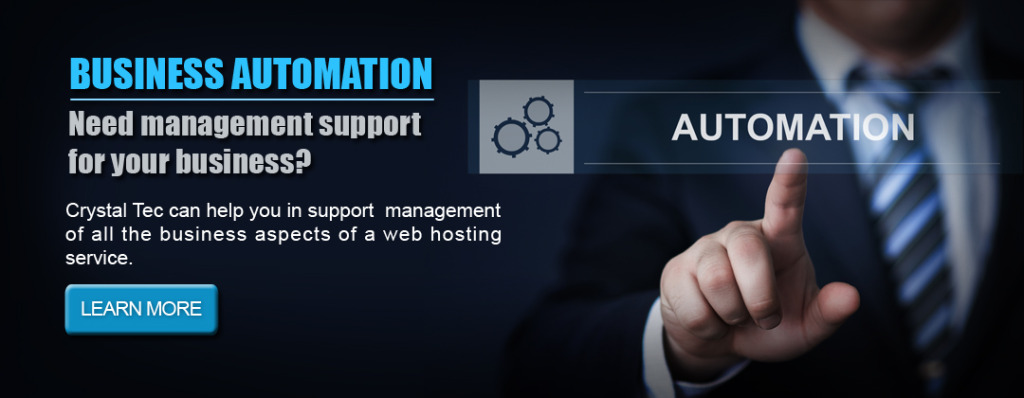 BUSINESS AUTOMATION
Need management support
for your business?
Crystal Tec can help you in support management
of all the business aspects of a web hosting
service.
LEARN MORE
AUTOMATION